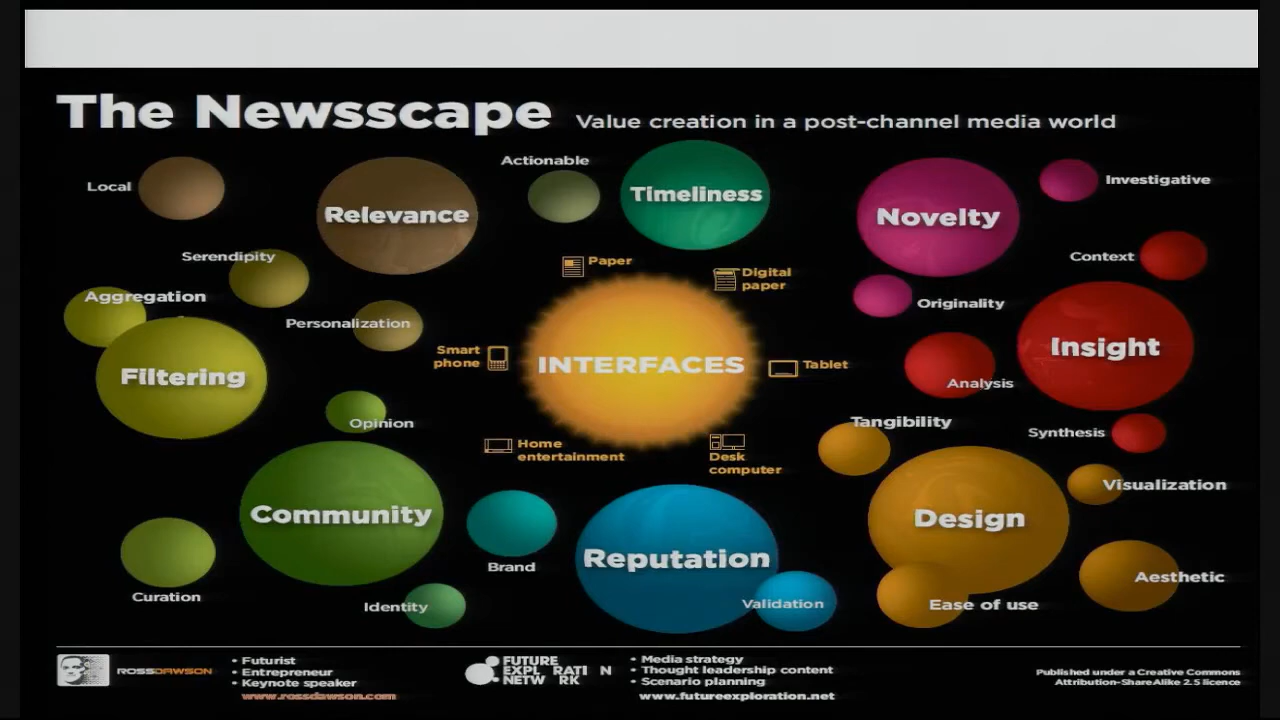 The Newsscape Value creation in a post-channel media world
Actionable
Local
Relevance
Timeliness
Novelty
Investigative
Serendipity
Paper
Digital
paper
Context
Aggregation
Personalization
Originality
Smart
phone
INTERFACES
Tablet
Insight
Filtering
Analysis
Opinion
Tangibility
Synthesis
Home
entertainment
Desk
computer
Visualization
Community
Design
Reputation
Brand
Aesthetic
Curation
Identity
Validation
Ease of use
ROSSDAWSON
• Futurist
• Entrepreneur
• Keynote speaker
www.rossdawson.com
FUTURE
EXPL RATI N
NETW RK
• Media strategy
• Thought leadership content
• Scenario planning
www.futureexploration.net
Published under a Creative Commons
Attribution-ShareAlike 2.5 licence